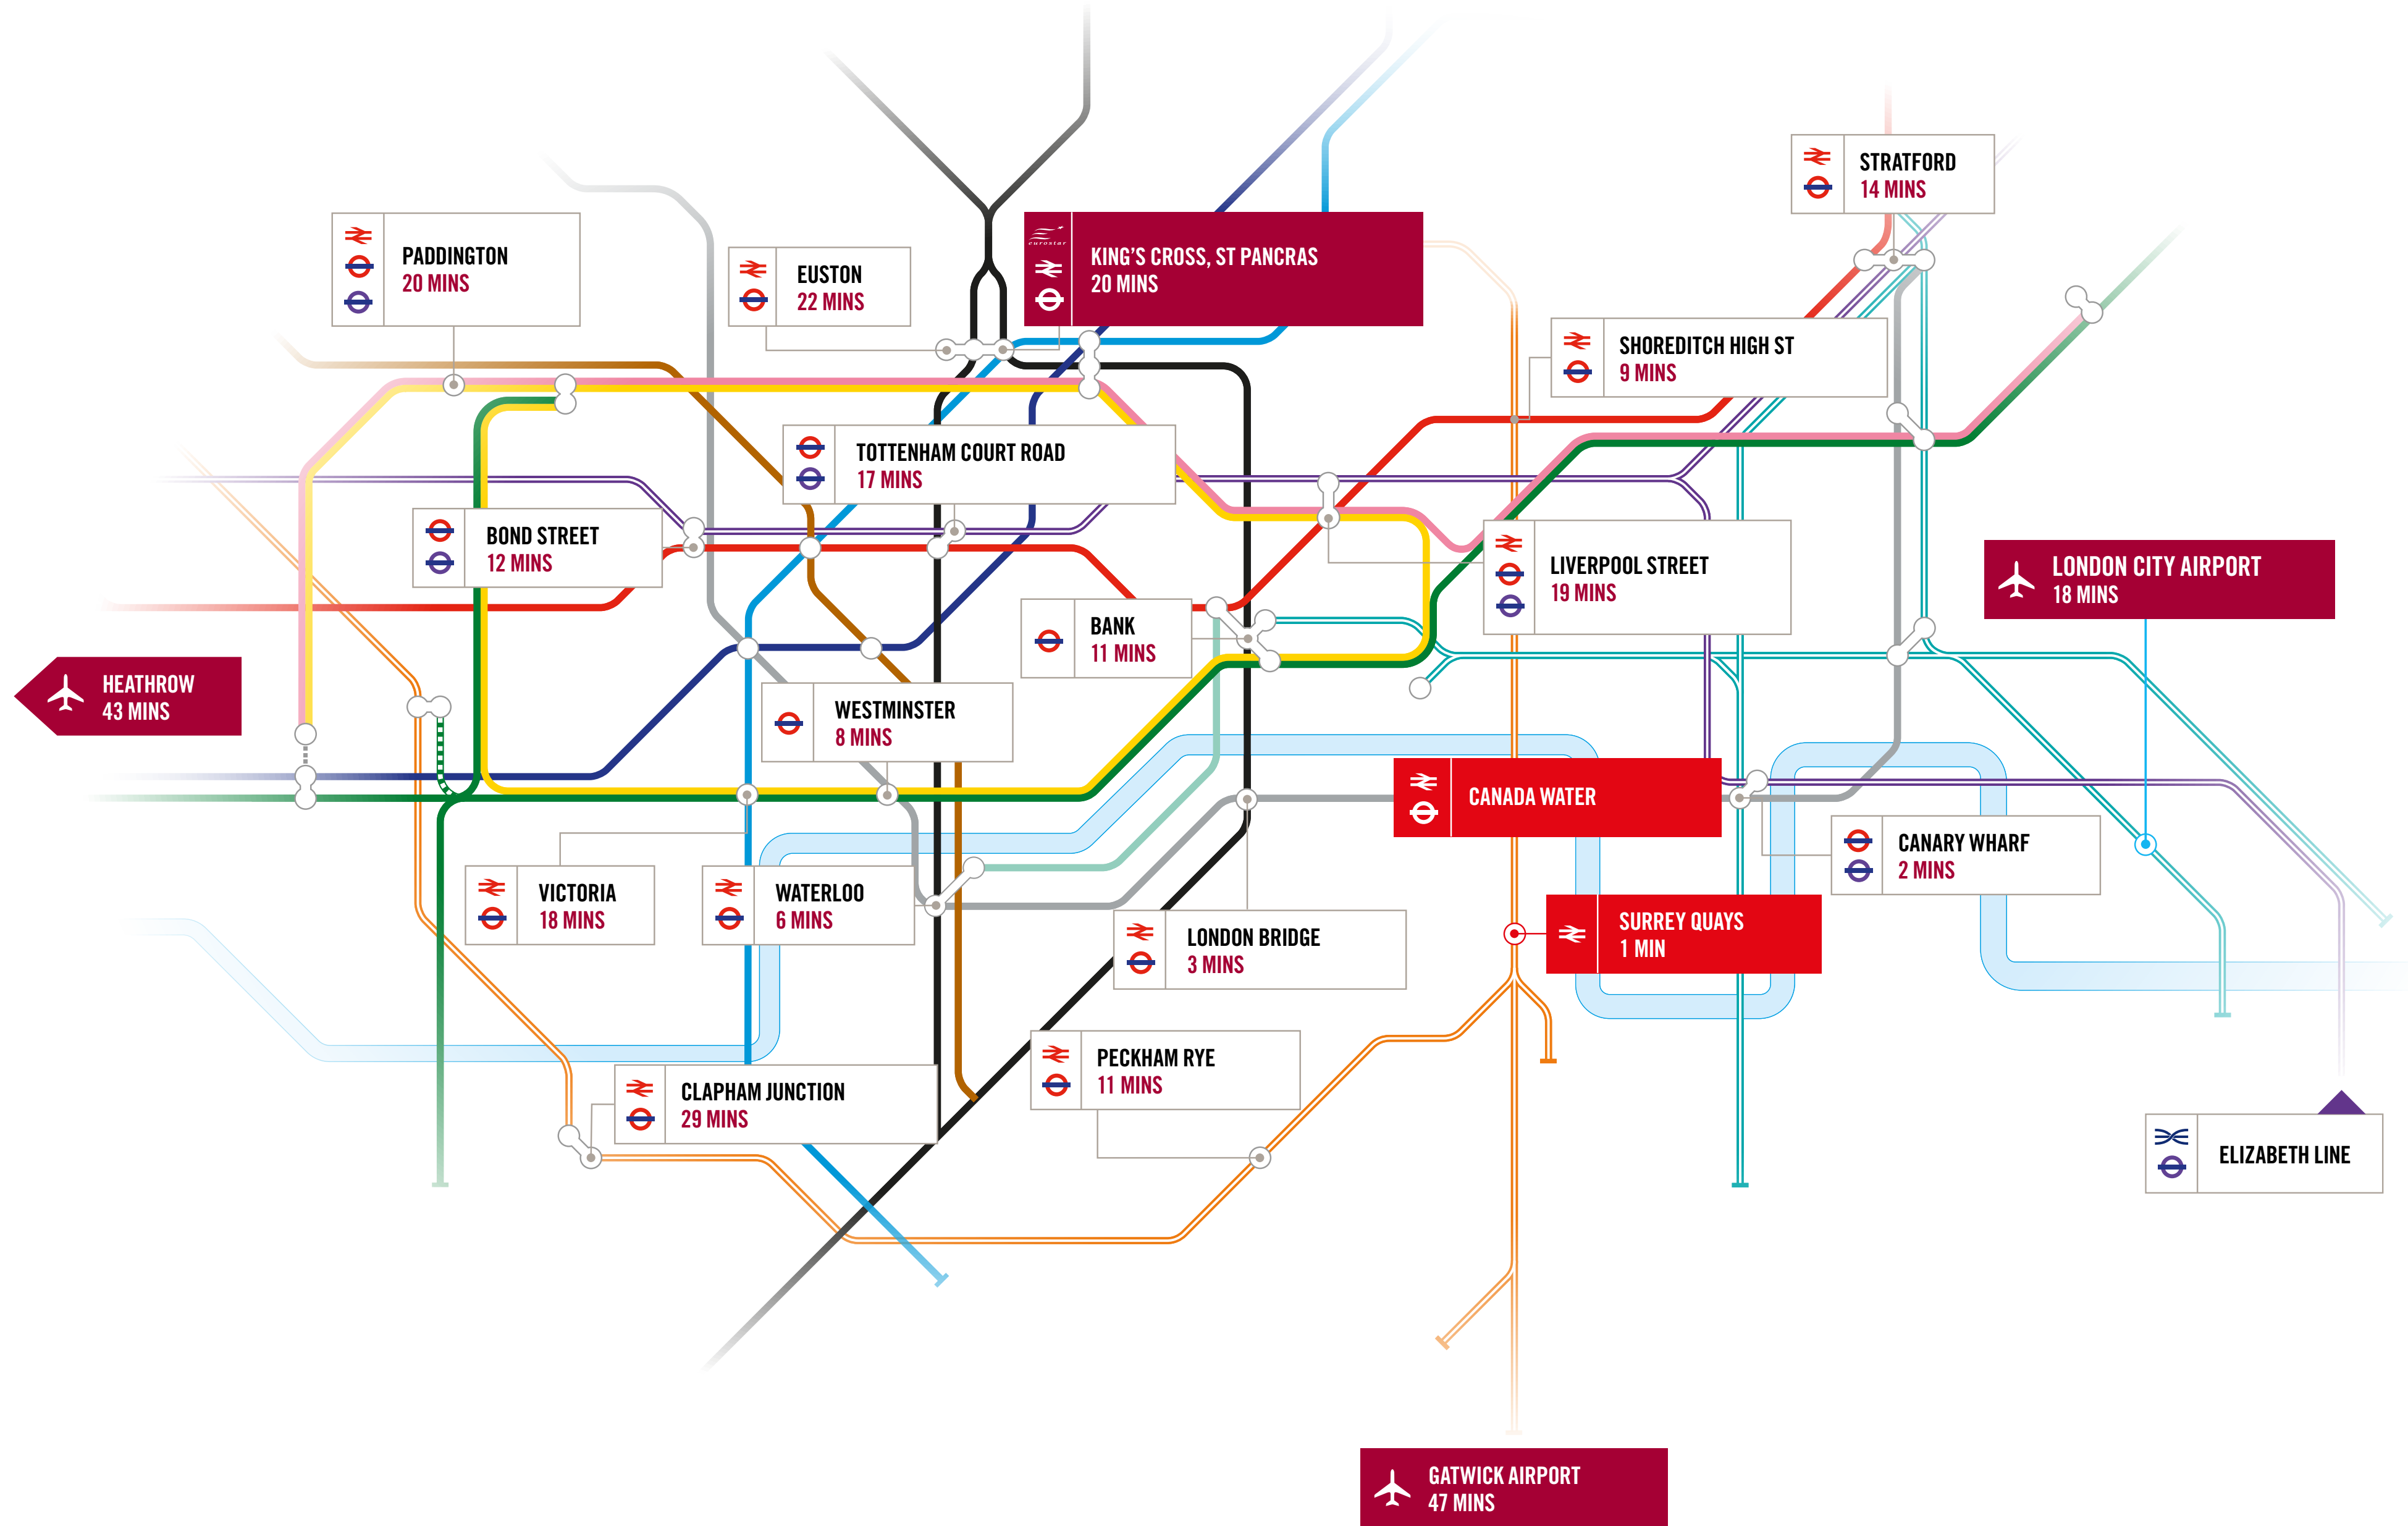 STRATFORD
14 MINS
PADDINGTON
20 MINS
EUSTON
22 MINS
eurostar
KING'S CROSS, ST PANCRAS
20 MINS
SHOREDITCH HIGH ST
9 MINS
TOTTENHAM COURT ROAD
17 MINS
BOND STREET
12 MINS
LIVERPOOL STREET
19 MINS
LONDON CITY AIRPORT
18 MINS
BANK
11 MINS
HEATHROW
43 MINS
WESTMINSTER
8 MINS
CANADA WATER
CANARY WHARF
2 MINS
VICTORIA
18 MINS
WATERLOO
6 MINS
LONDON BRIDGE
3 MINS
SURREY QUAYS
1 MIN
PECKHAM RYE
11 MINS
CLAPHAM JUNCTION
29 MINS
ELIZABETH LINE
GATWICK AIRPORT
47 MINS